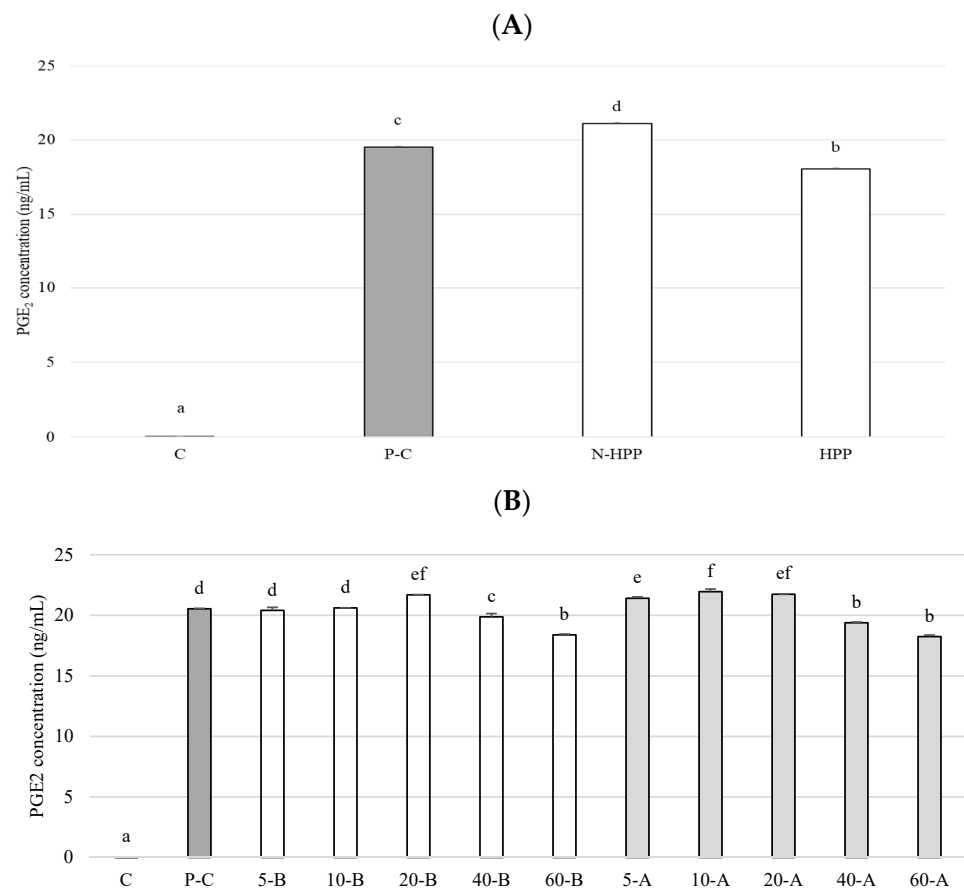 (A)
25
20
15
10
5
0
PGE₂ concentration (ng/mL)
a
c
d
b
C P-C N-HPP HPP
(B)
25
20
15
10
5
0
PGE2 concentration (ng/mL)
a
d
d
d
ef
c
b
e
f
ef
b
b
C P-C 5-B 10-B 20-B 40-B 60-B 5-A 10-A 20-A 40-A 60-A